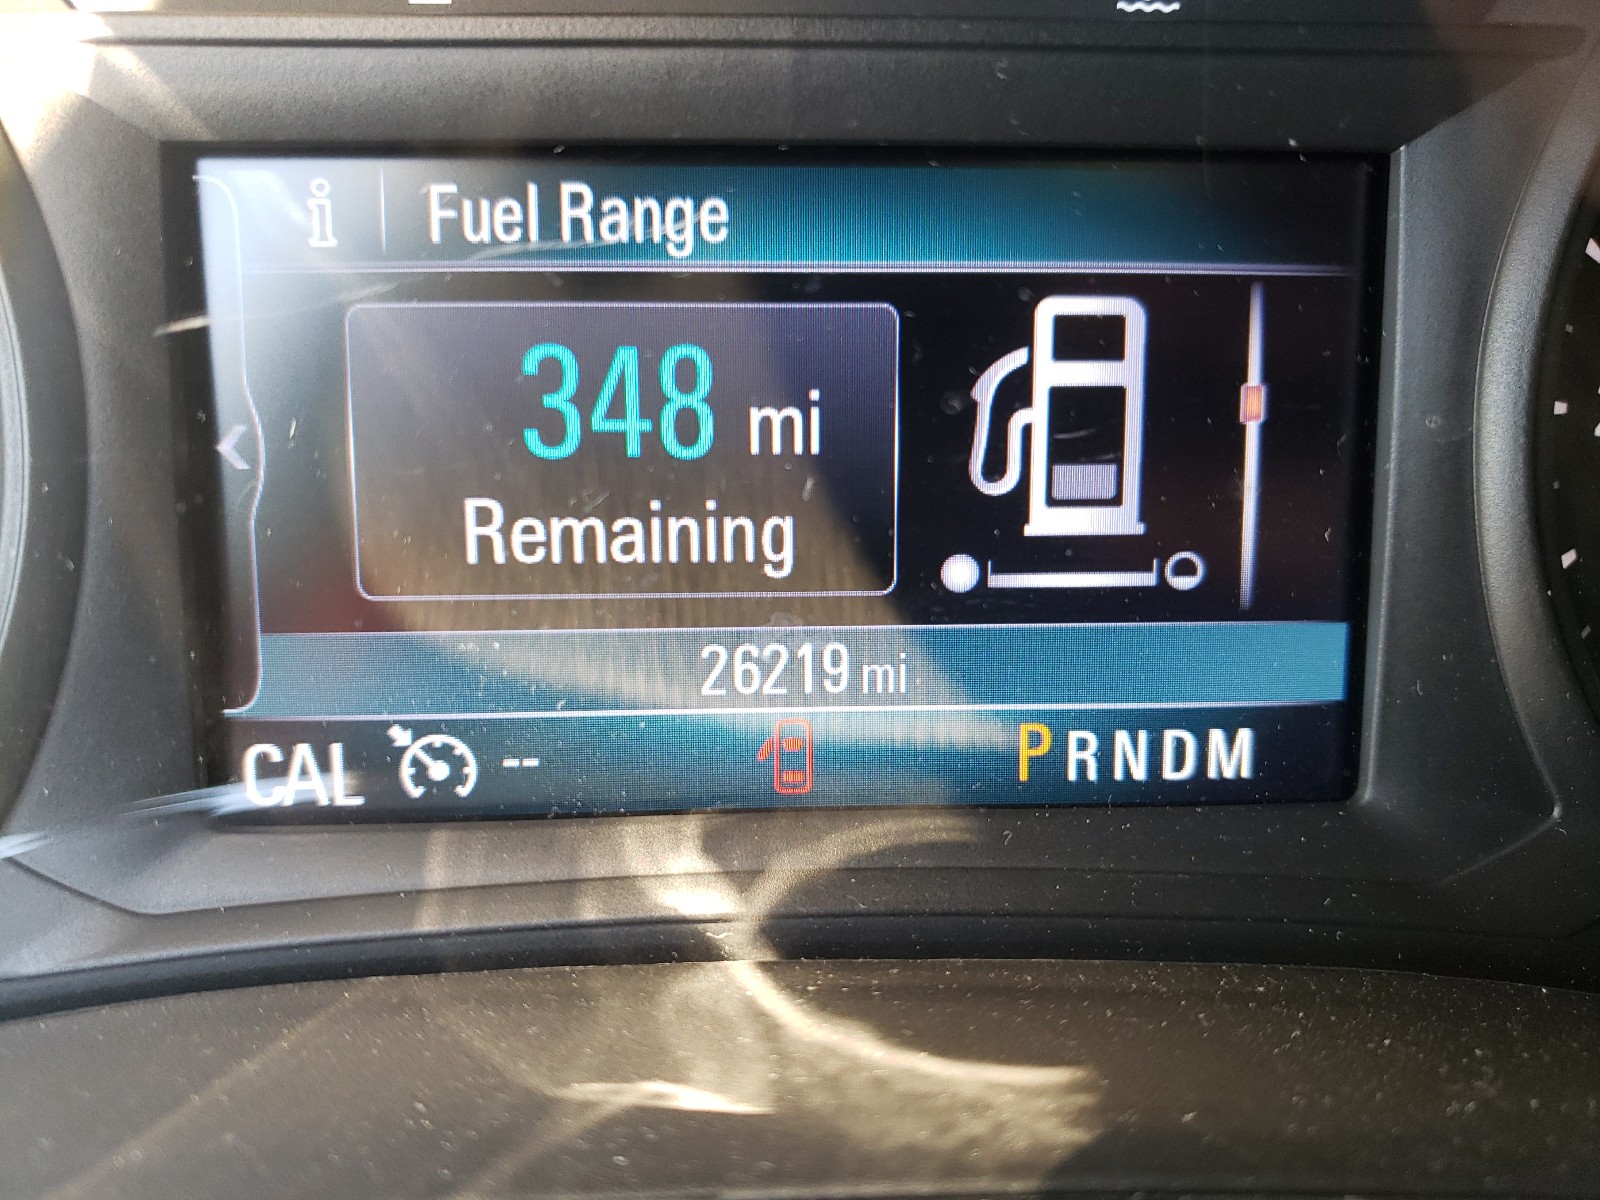 i Fuel Range
348 mi
Remaining
26219 mi
CAL -- PRNDM